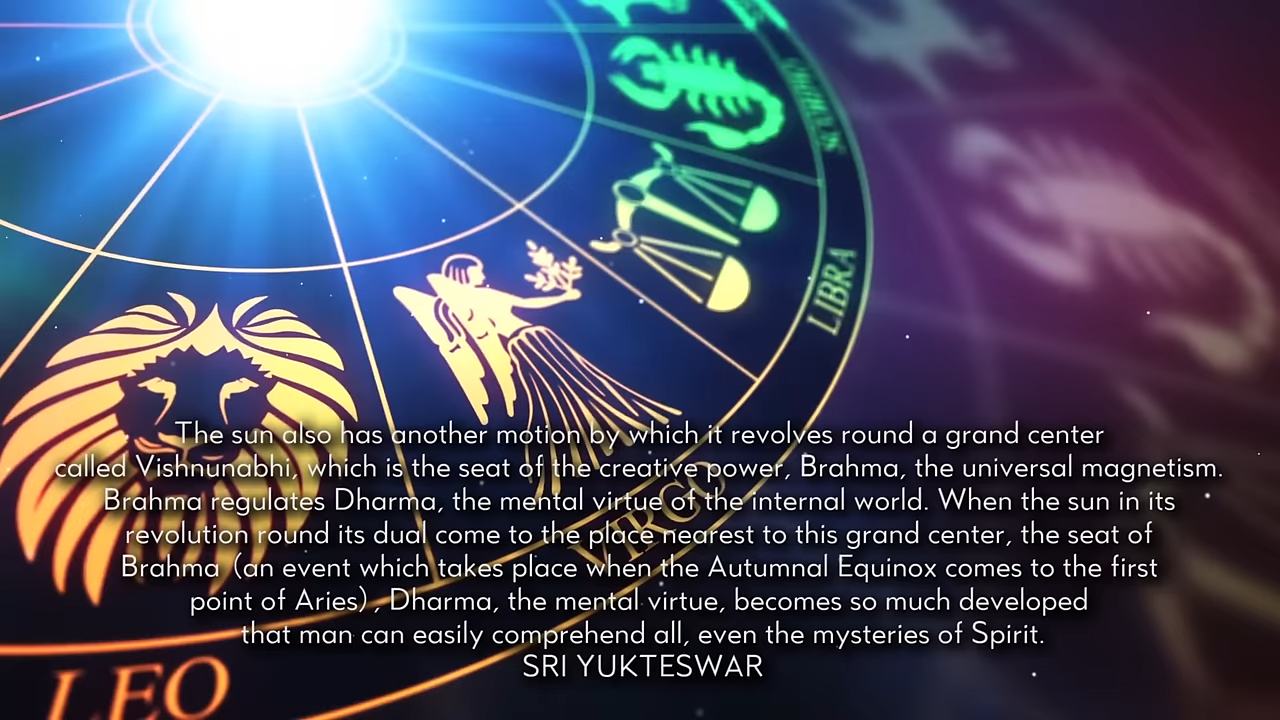 OPHIUCHUS
LIBRA
VIRGO
LEO
The sun also has another motion by which it revolves round a grand center
called Vishnunabhi, which is the seat of the creative power, Brahma, the universal magnetism.
Brahma regulates Dharma, the mental virtue of the internal world. When the sun in its
revolution round its dual come to the place nearest to this grand center, the seat of
Brahma (an event which takes place when the Autumnal Equinox comes to the first
point of Aries) , Dharma, the mental virtue, becomes so much developed
that man can easily comprehend all, even the mysteries of Spirit.
SRI YUKTESWAR